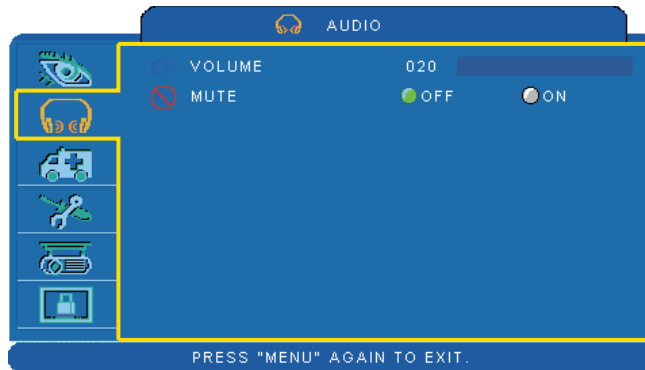 AUDIO
VOLUME 020
MUTE OFF ON
PRESS "MENU" AGAIN TO EXIT.